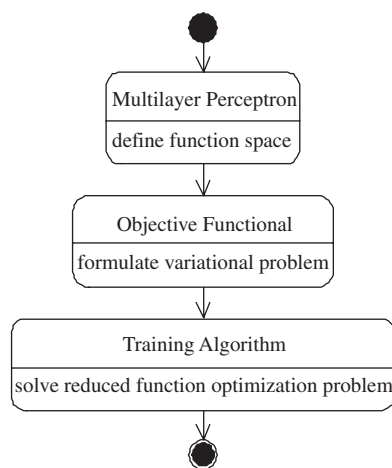 Multilayer Perceptron
define function space
Objective Functional
formulate variational problem
Training Algorithm
solve reduced function optimization problem